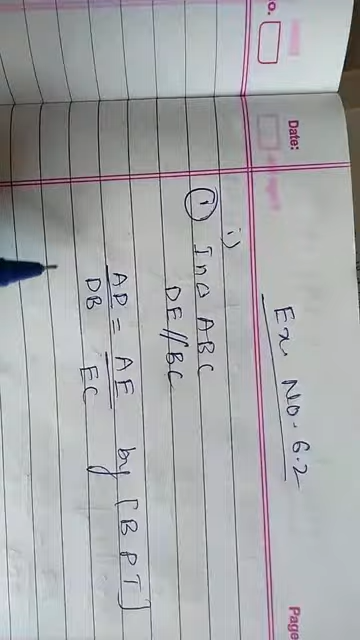 o.
Date:
Page
Ex No. 6.2
i)
① In △ ABC
DE // BC
AD = AE by [BPT]
DB EC